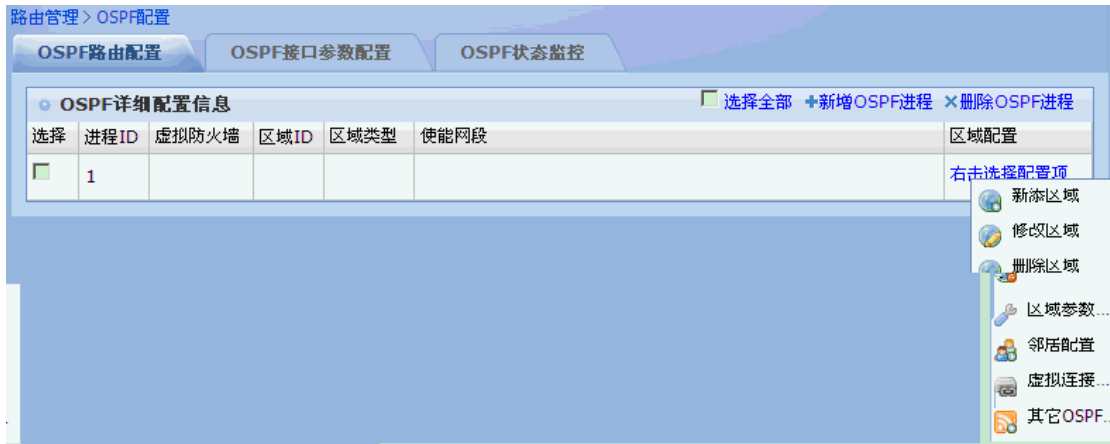 路由管理 > OSPF配置
OSPF路由配置 OSPF接口参数配置 OSPF状态监控
OSPF详细配置信息 选择全部 新增OSPF进程 删除OSPF进程
选择 进程ID 虚拟防火墙 区域ID 区域类型 使能网段 区域配置
1 右击选择配置项
新添区域
修改区域
删除区域
区域参数...
邻居配置
虚拟连接...
其它OSPF...